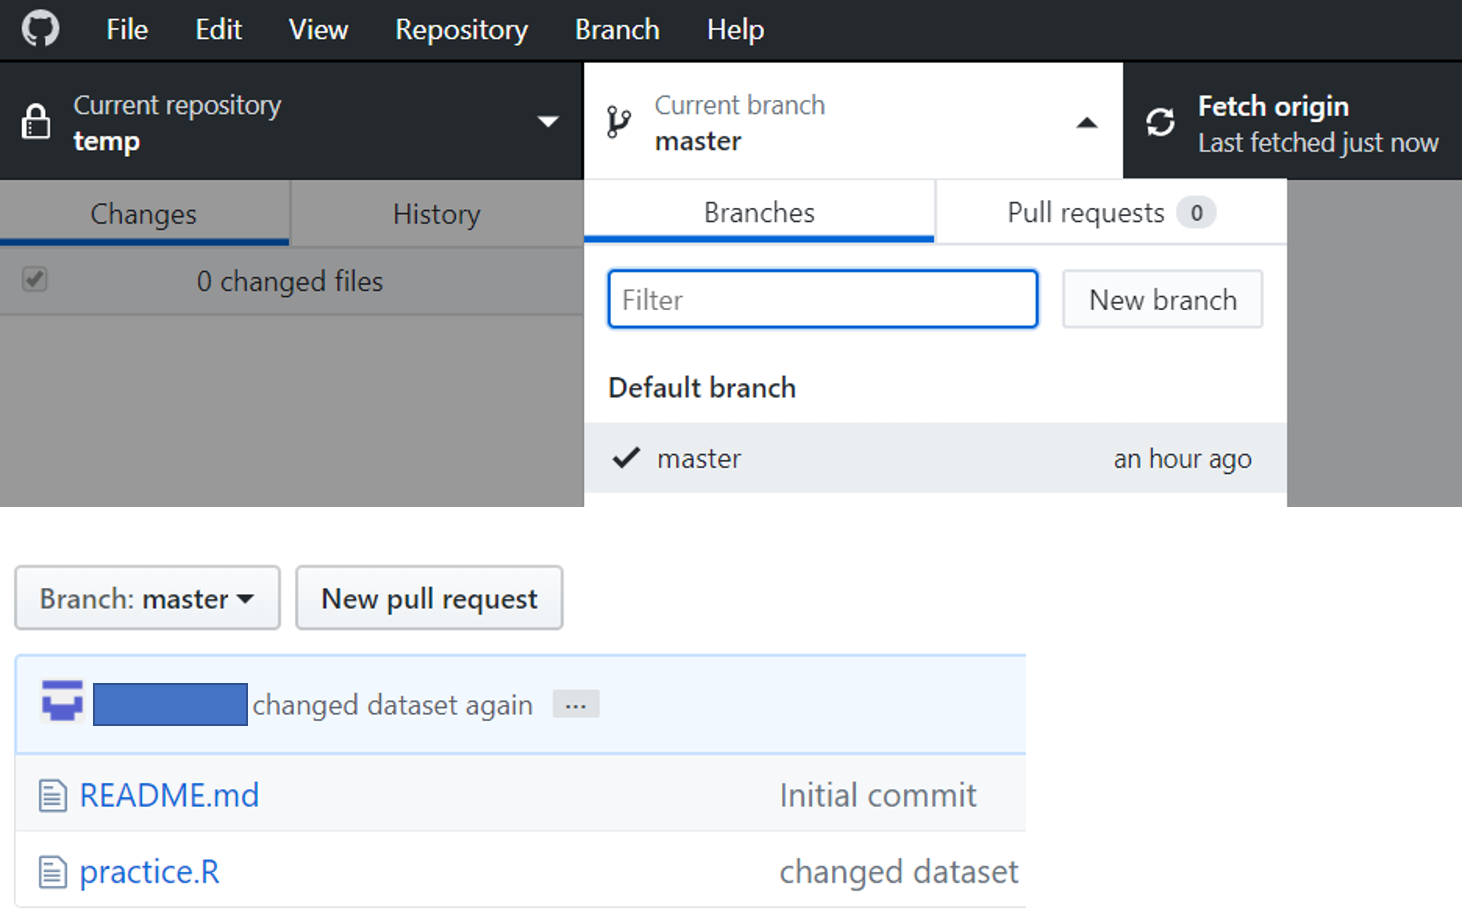 File Edit View Repository Branch Help
Current repository
temp
Current branch
master
Fetch origin
Last fetched just now
Changes
History
0 changed files
Branches
Pull requests 0
Filter
New branch
Default branch
master an hour ago
Branch: master
New pull request
changed dataset again ...
README.md Initial commit
practice.R changed dataset